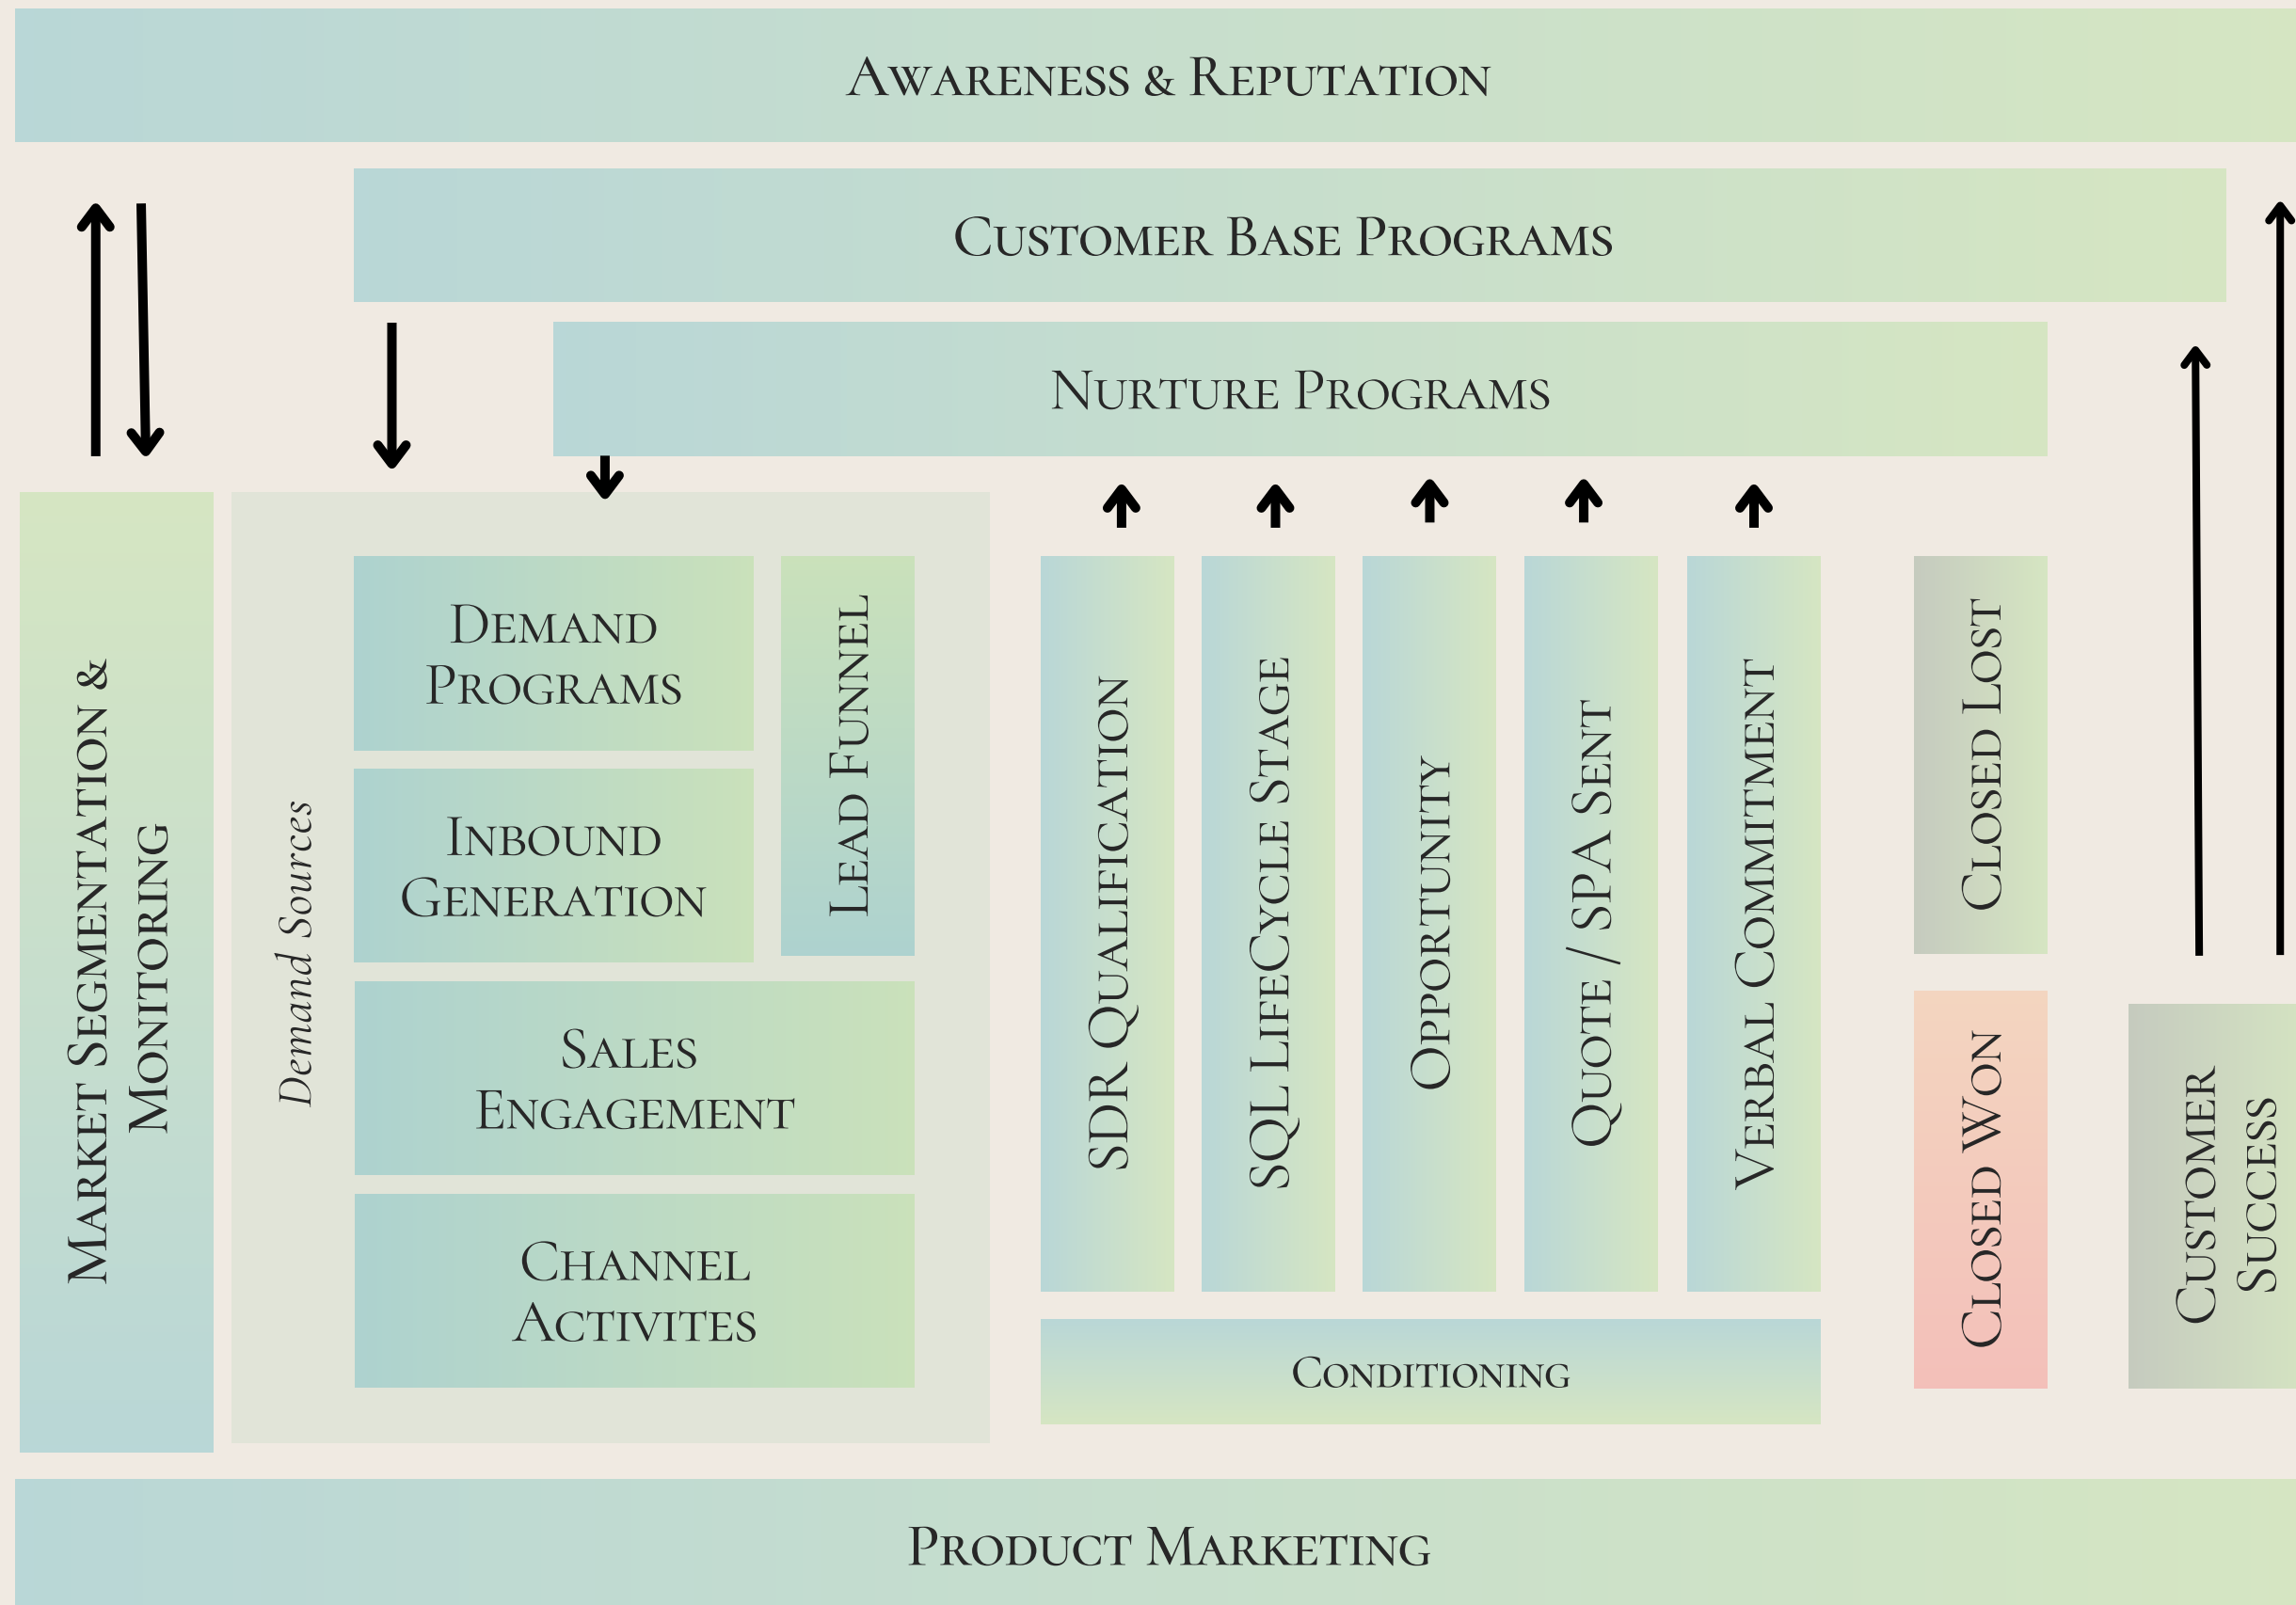 Awareness & Reputation
Customer Base Programs
Nurture Programs
Market Segmentation &
Monitoring
Demand Sources
Demand
Programs
Inbound
Generation
Lead Funnel
Sales
Engagement
Channel
Activites
SDR Qualification
SQL LifeCycle Stage
Opportunity
Quote / SPA Sent
Verbal Commitment
Conditioning
Closed Lost
Closed Won
Customer
Success
Product Marketing